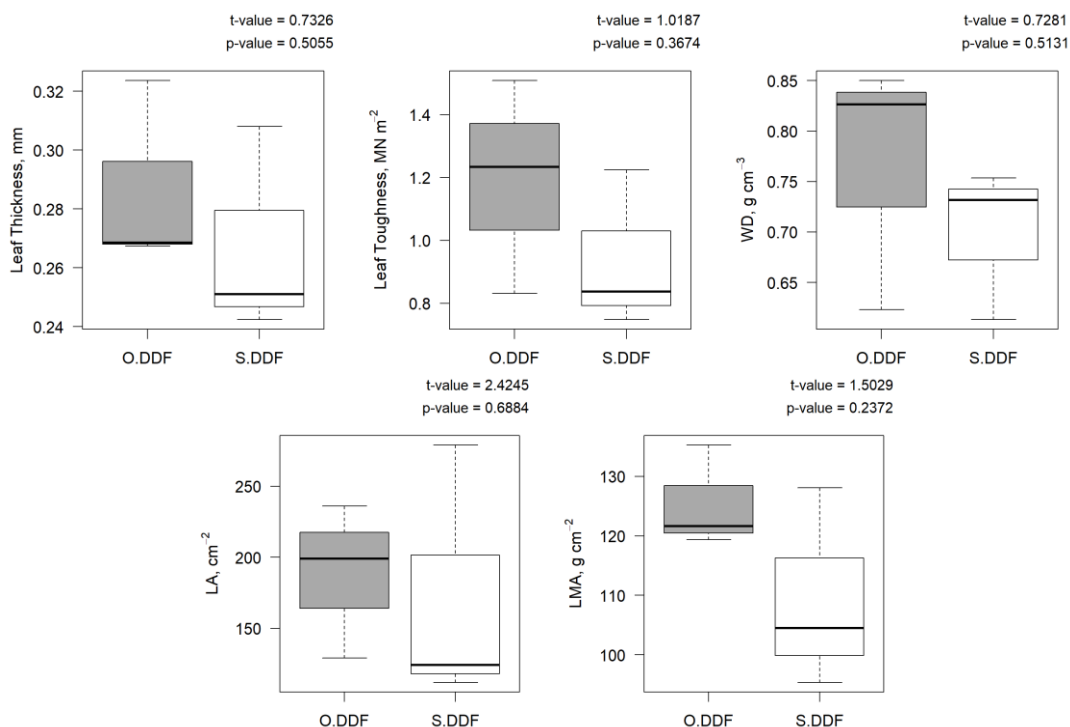 t-value = 0.7326
p-value = 0.5055
Leaf Thickness, mm
0.32
0.30
0.28
0.26
0.24
O.DDF S.DDF
t-value = 1.0187
p-value = 0.3674
Leaf Toughness, MN m⁻²
1.4
1.2
1.0
0.8
O.DDF S.DDF
t-value = 0.7281
p-value = 0.5131
WD, g cm⁻³
0.85
0.80
0.75
0.70
0.65
O.DDF S.DDF
t-value = 2.4245
p-value = 0.6884
LA, cm⁻²
250
200
150
O.DDF S.DDF
t-value = 1.5029
p-value = 0.2372
LMA, g cm⁻²
130
120
110
100
O.DDF S.DDF